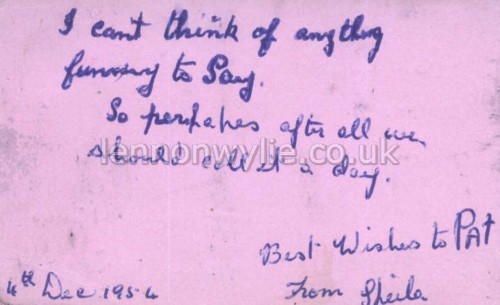 I can't think of anything
funny to Say.
So perhapes after all we
should call it a day.
lennonwylie.co.uk
Best Wishes to PAT
4th Dec 1954
From Sheila